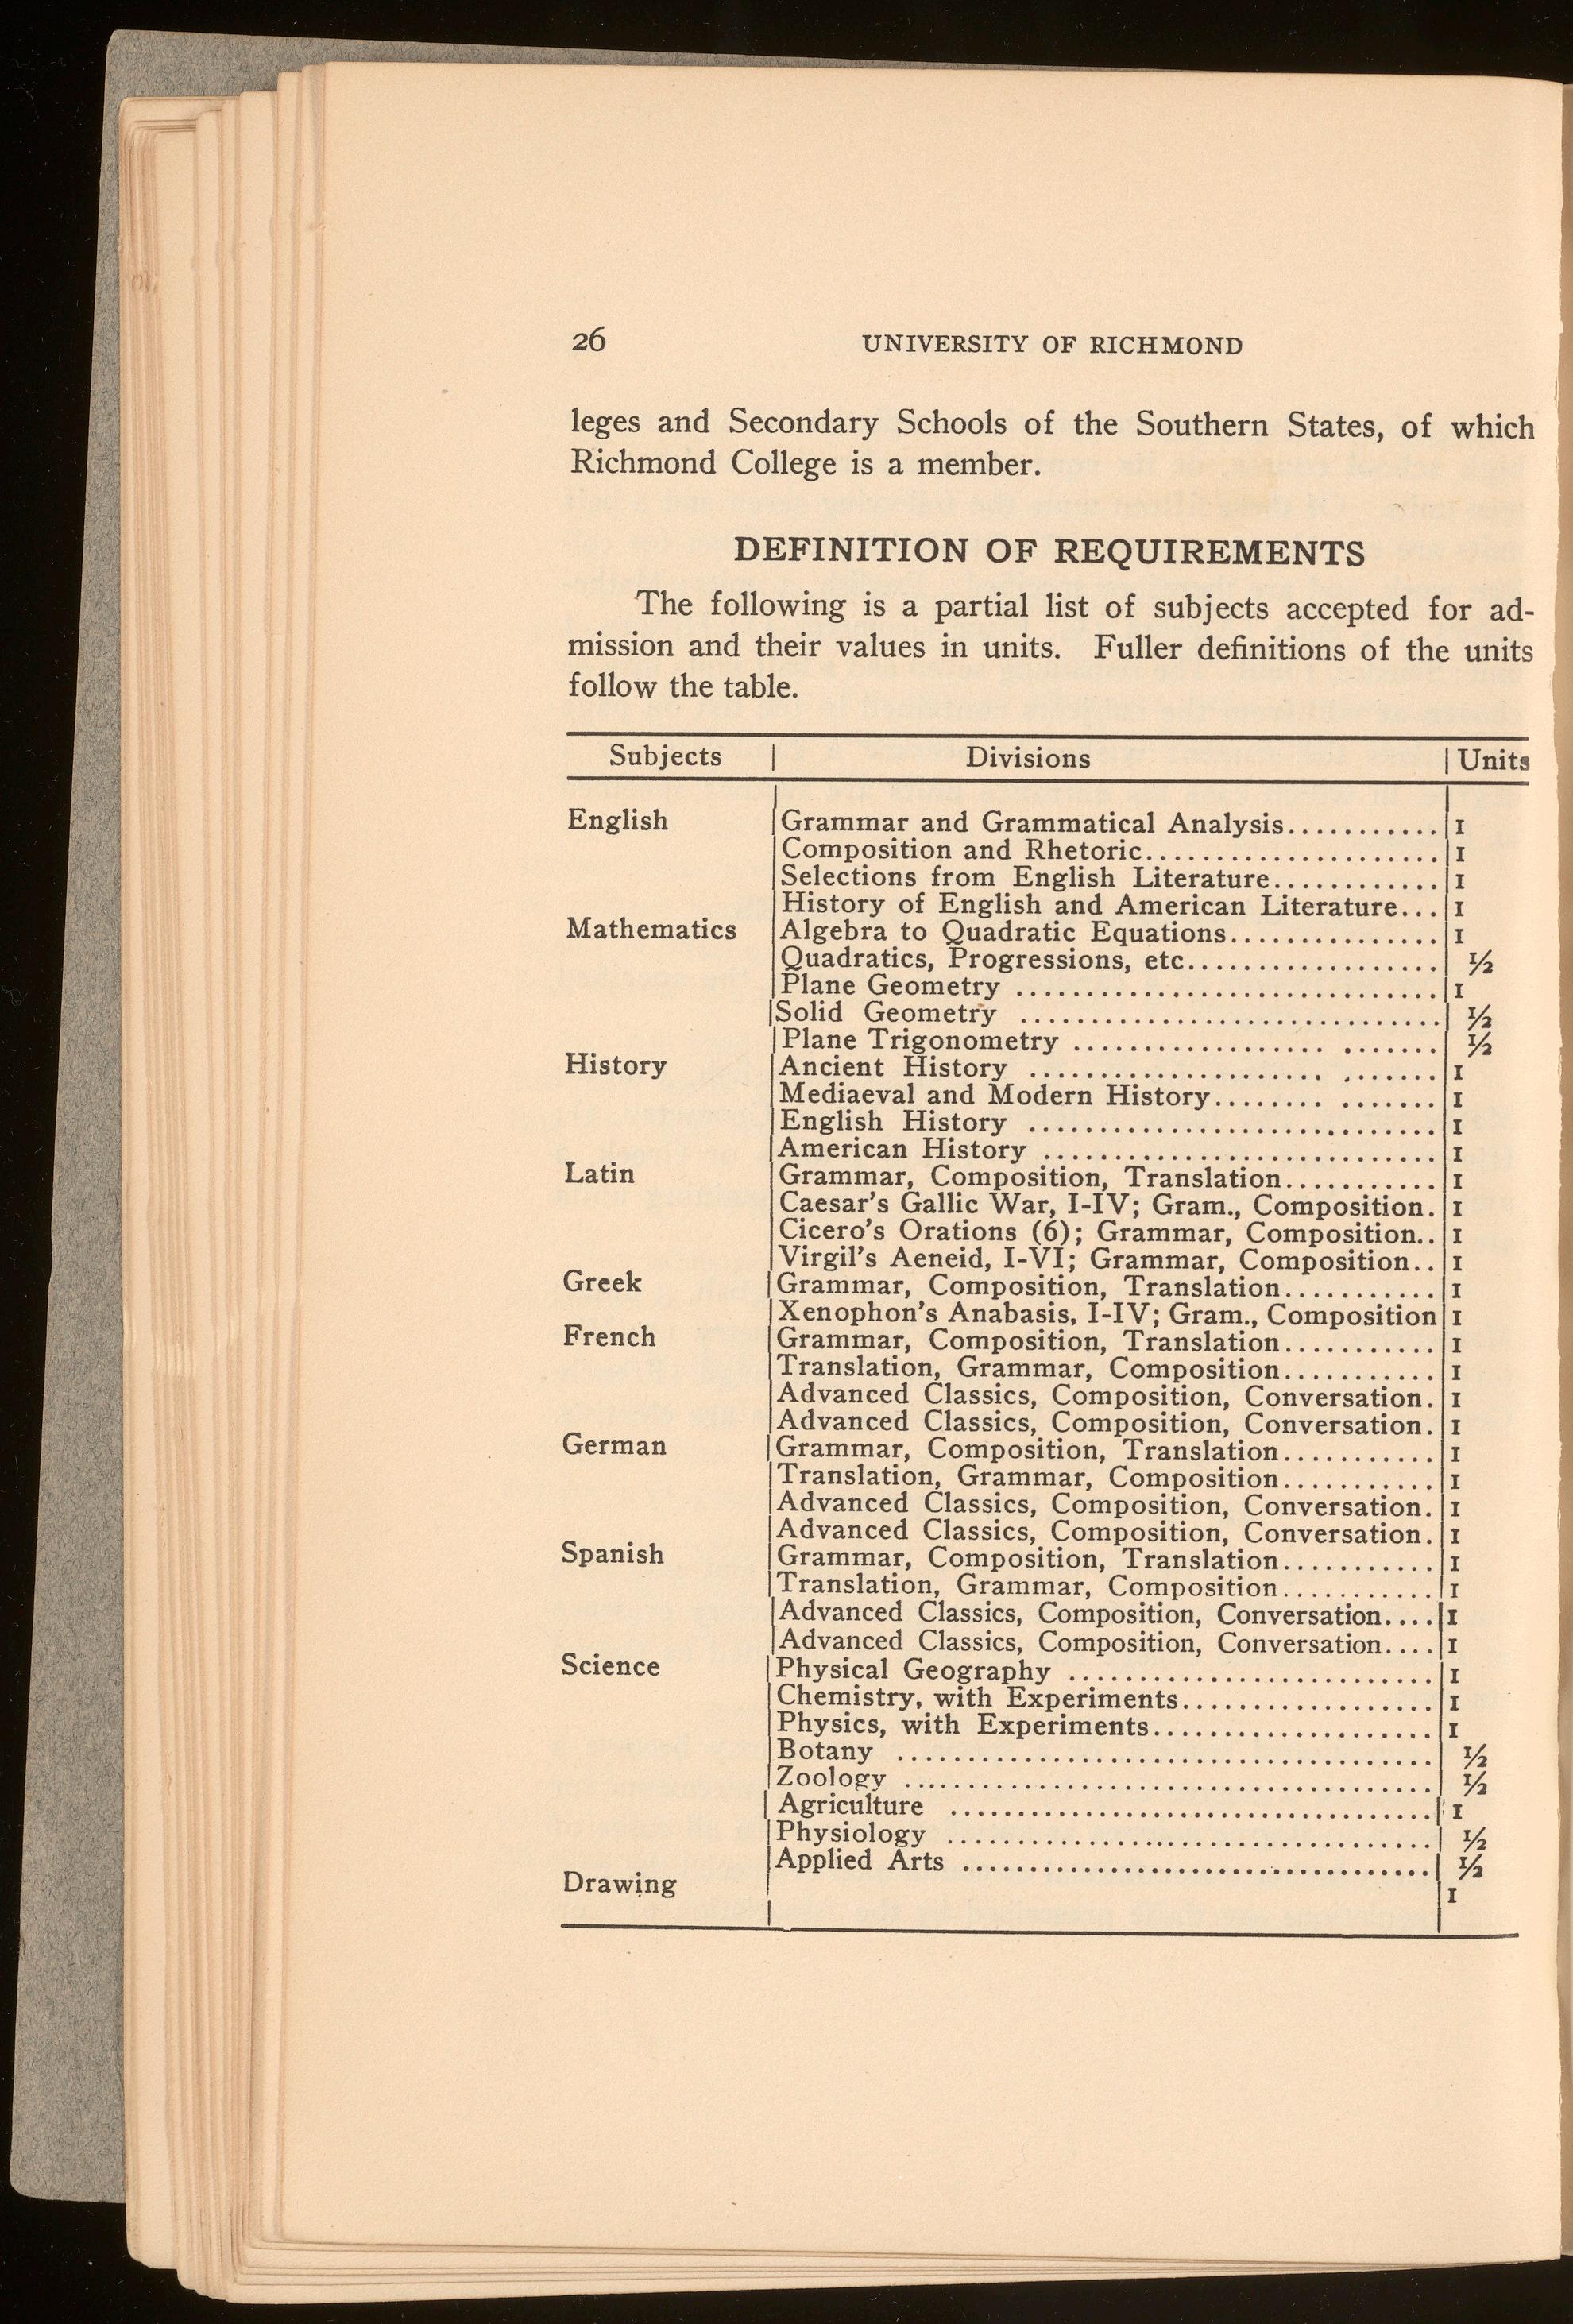 26 UNIVERSITY OF RICHMOND
leges and Secondary Schools of the Southern States, of which
Richmond College is a member.
DEFINITION OF REQUIREMENTS
The following is a partial list of subjects accepted for ad-
mission and their values in units. Fuller definitions of the units
follow the table.
Subjects | Divisions | Units
English |Grammar and Grammatical Analysis...........|1
|Composition and Rhetoric.....................|1
|Selections from English Literature............|1
|History of English and American Literature...|1
Mathematics |Algebra to Quadratic Equations...............|1
|Quadratics, Progressions, etc..................| ½
|Plane Geometry ..............................|1
|Solid Geometry ..............................| ½
|Plane Trigonometry .................. .......| ½
History |Ancient History ..................... .......|1
|Mediaeval and Modern History........ .......|1
|English History .............................|1
|American History ............................|1
Latin |Grammar, Composition, Translation...........|1
|Caesar's Gallic War, I-IV; Gram., Composition.|1
|Cicero's Orations (6); Grammar, Composition..|1
|Virgil's Aeneid, I-VI; Grammar, Composition..|1
Greek |Grammar, Composition, Translation...........|1
|Xenophon's Anabasis, I-IV; Gram., Composition|1
French |Grammar, Composition, Translation...........|1
|Translation, Grammar, Composition...........|1
|Advanced Classics, Composition, Conversation.|1
|Advanced Classics, Composition, Conversation.|1
German |Grammar, Composition, Translation...........|1
|Translation, Grammar, Composition...........|1
|Advanced Classics, Composition, Conversation.|1
|Advanced Classics, Composition, Conversation.|1
Spanish |Grammar, Composition, Translation...........|1
|Translation, Grammar, Composition...........|1
|Advanced Classics, Composition, Conversation....|1
|Advanced Classics, Composition, Conversation....|1
Science |Physical Geography ..........................|1
|Chemistry, with Experiments..................|1
|Physics, with Experiments....................|1
|Botany ......................................| ½
|Zoology .....................................| ½
|Agriculture ..................................|1
|Physiology ..................................| ½
|Applied Arts .................................| ½
Drawing | |1